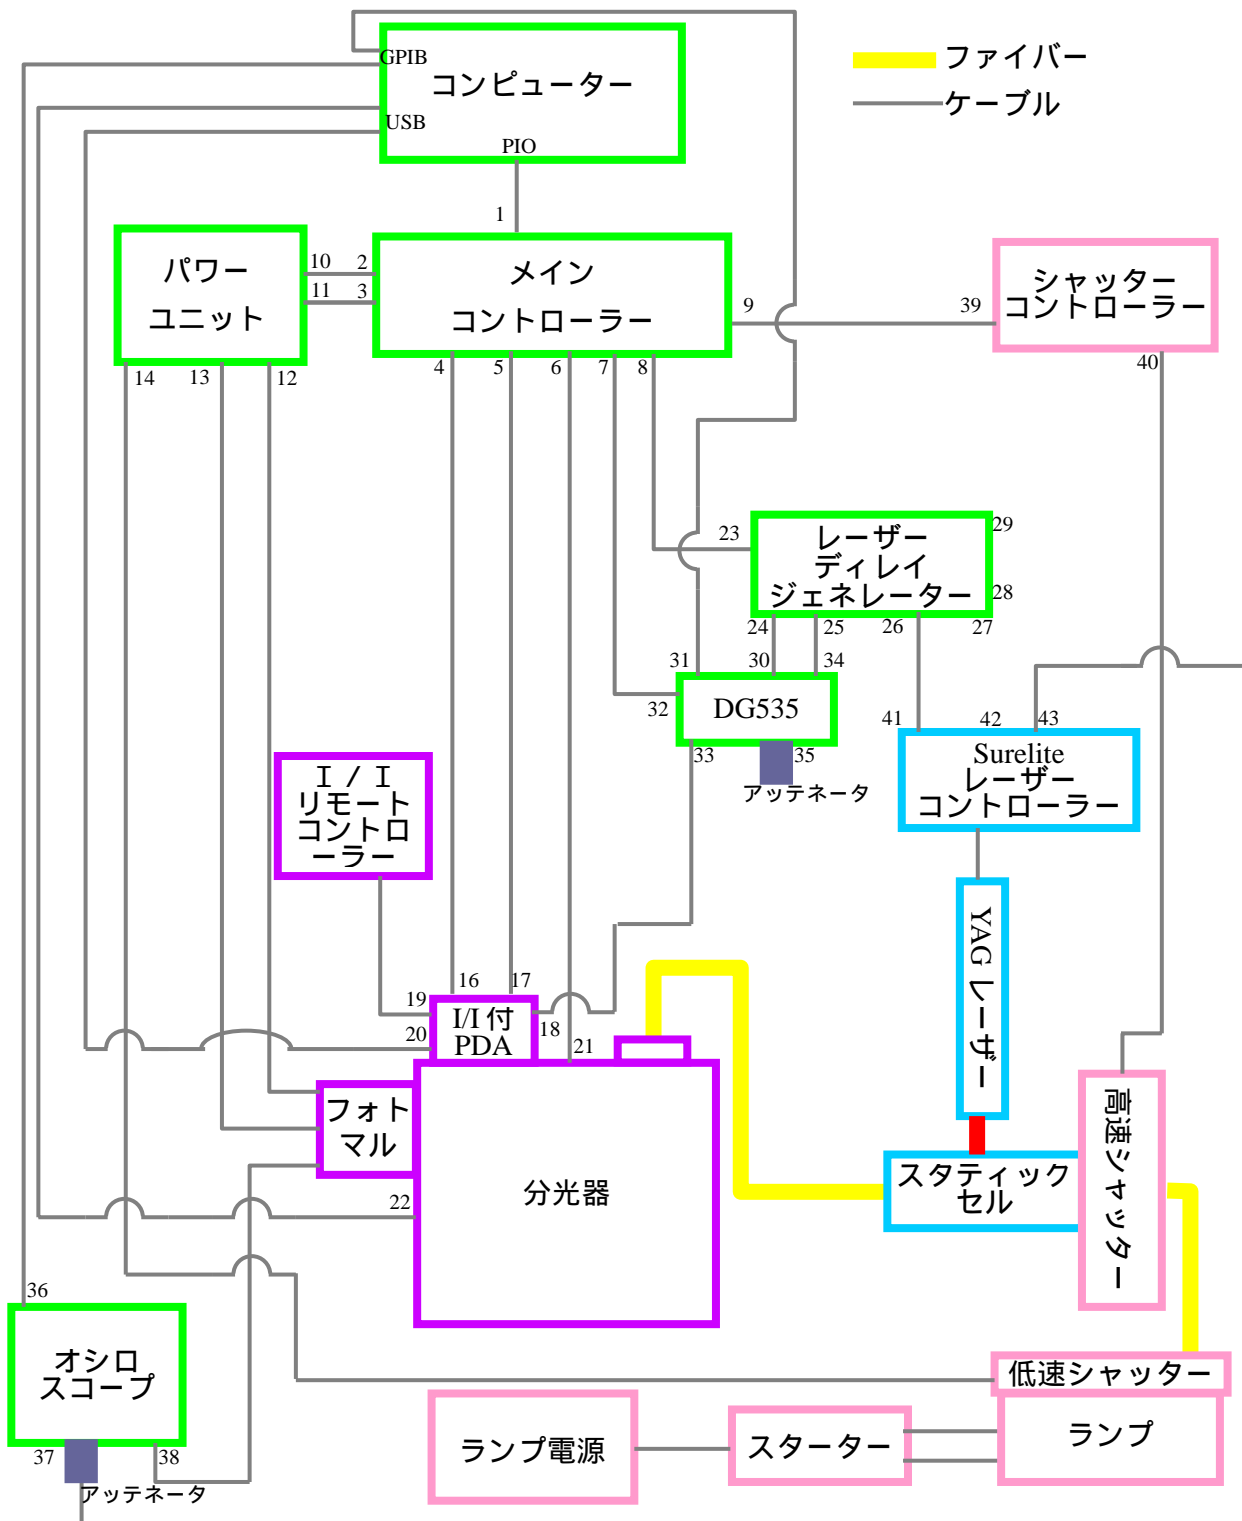 GPIB
コンピューター
USB
PIO
ファイバー
ケーブル
1
パワー
ユニット
10
2
11
3
メイン
コントローラー
9
39
シャッター
コントローラー
14
13
12
4
5
6
7
8
40
23
レーザー
ディレイ
ジェネレーター
29
28
24
25
26
27
31
30
34
32
DG535
33
35
アッテネータ
41
42
43
Surelite
レーザー
コントローラー
I / I
リモート
コントロ
ーラー
YAG レーザー
16
17
19
20
I/I 付
PDA
18
21
フォト
マル
22
分光器
スタティック
セル
高速シャッター
36
オシロ
スコープ
37
38
アッテネータ
低速シャッター
ランプ電源
スターター
ランプ